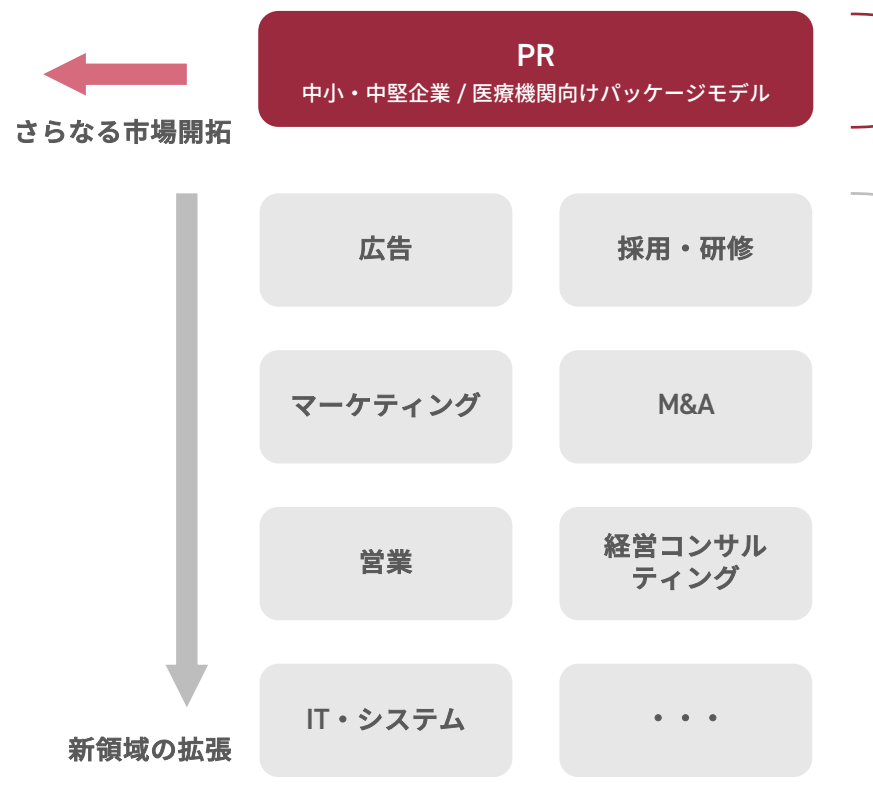 PR
中小・中堅企業 / 医療機関向けパッケージモデル
さらなる市場開拓
広告
採用・研修
マーケティング
M&A
営業
経営コンサル
ティング
IT・システム
・・・
新領域の拡張